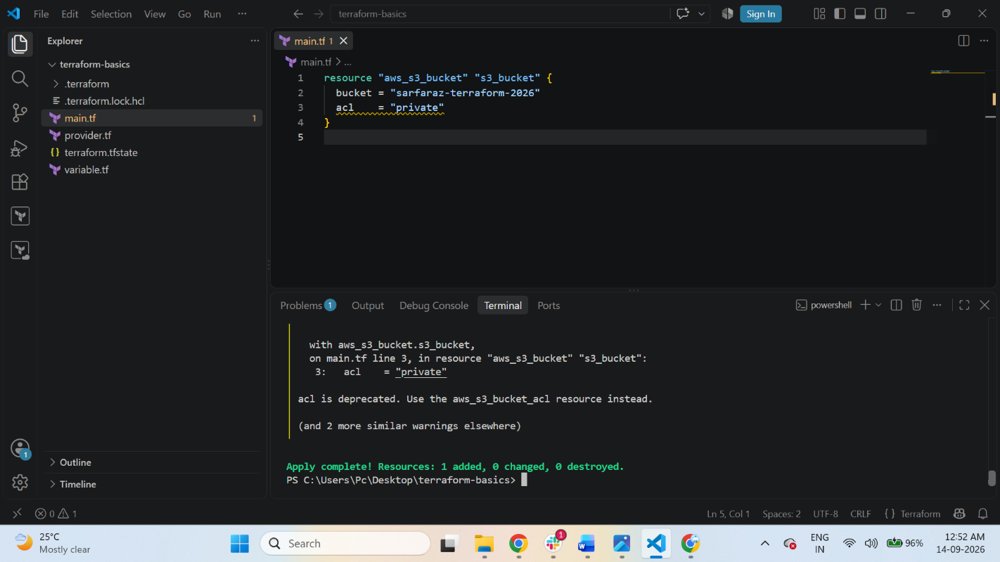 File Edit Selection View Go Run ··· terraform-basics Sign In
Explorer ···
terraform-basics
.terraform
.terraform.lock.hcl
main.tf 1
provider.tf
{} terraform.tfstate
variable.tf
1
Outline
Timeline
main.tf 1
main.tf > ...
1 resource "aws_s3_bucket" "s3_bucket" {
2 bucket = "sarfaraz-terraform-2026"
3 acl = "private"
4 }
5
Problems 1 Output Debug Console Terminal Ports powershell
with aws_s3_bucket.s3_bucket,
on main.tf line 3, in resource "aws_s3_bucket" "s3_bucket":
3: acl = "private"
acl is deprecated. Use the aws_s3_bucket_acl resource instead.
(and 2 more similar warnings elsewhere)
Apply complete! Resources: 1 added, 0 changed, 0 destroyed.
PS C:\Users\Pc\Desktop\terraform-basics>
0 1 Ln 5, Col 1 Spaces: 2 UTF-8 CRLF {} Terraform
25°C
Mostly clear
Search
1
ENG
IN
96%
12:52 AM
14-09-2026